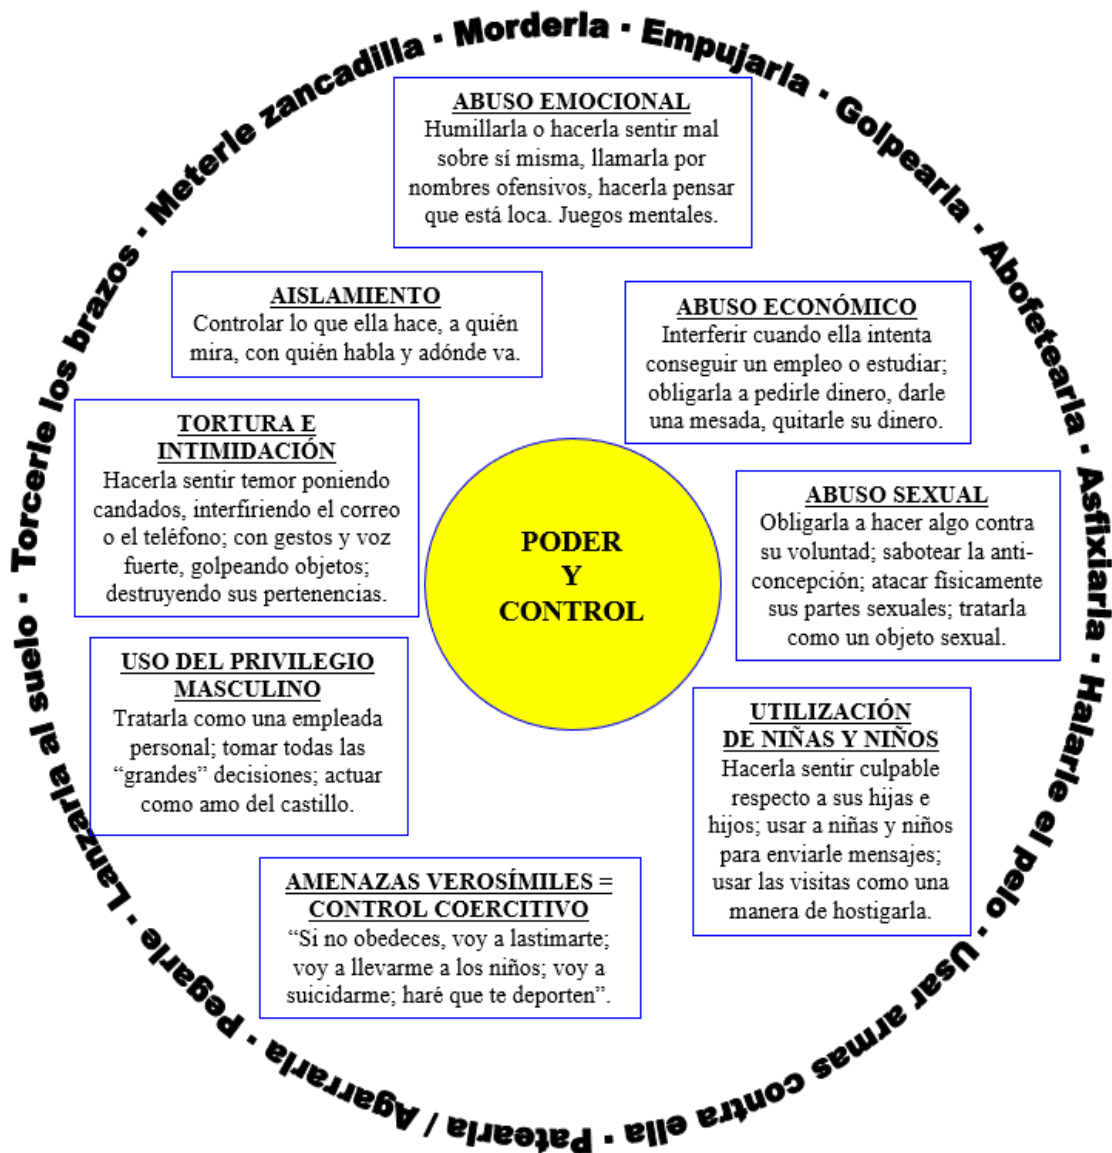 Torcerle los brazos · Meterle zancadilla · Morderla · Empujarla · Golpearla · Abofetearla · Asfixiarla · Halarle el pelo · Usar armas contra ella · Patearla / Agarrarla · Pegarle · Lanzarla al suelo ·
ABUSO EMOCIONAL
Humillarla o hacerla sentir mal
sobre sí misma, llamarla por
nombres ofensivos, hacerla pensar
que está loca. Juegos mentales.
AISLAMIENTO
Controlar lo que ella hace, a quién
mira, con quién habla y adónde va.
ABUSO ECONÓMICO
Interferir cuando ella intenta
conseguir un empleo o estudiar;
obligarla a pedirle dinero, darle
una mesada, quitarle su dinero.
TORTURA E
INTIMIDACIÓN
Hacerla sentir temor poniendo
candados, interfiriendo el correo
o el teléfono; con gestos y voz
fuerte, golpeando objetos;
destruyendo sus pertenencias.
PODER
Y
CONTROL
ABUSO SEXUAL
Obligarla a hacer algo contra
su voluntad; sabotear la anti-
concepción; atacar físicamente
sus partes sexuales; tratarla
como un objeto sexual.
USO DEL PRIVILEGIO
MASCULINO
Tratarla como una empleada
personal; tomar todas las
“grandes” decisiones; actuar
como amo del castillo.
UTILIZACIÓN
DE NIÑAS Y NIÑOS
Hacerla sentir culpable
respecto a sus hijas e
hijos; usar a niñas y niños
para enviarle mensajes;
usar las visitas como una
manera de hostigarla.
AMENAZAS VEROSÍMILES =
CONTROL COERCITIVO
“Si no obedeces, voy a lastimarte;
voy a llevarme a los niños; voy a
suicidarme; haré que te deporten”.